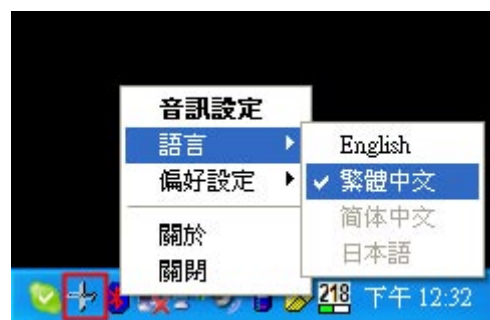 音訊設定
語言
偏好設定
關於
關閉
English
繁體中文
简体中文
日本語
218
下午 12:32